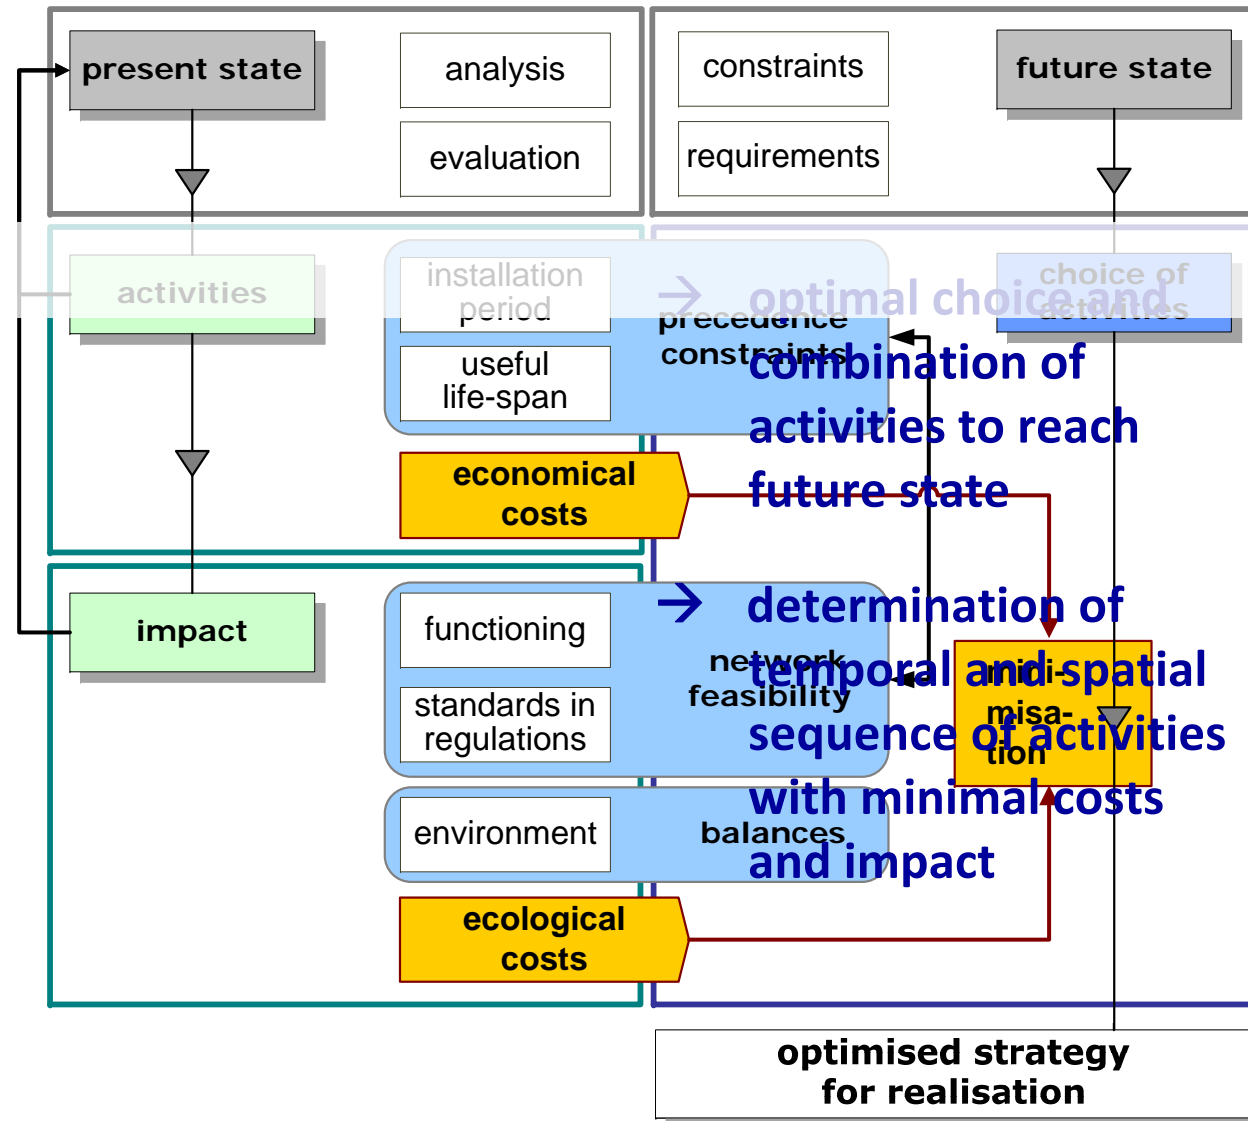 present state
analysis
evaluation
constraints
requirements
future state
activities
installation
period
useful
life-span
precedence
constraints
choice of
activities
economical
costs
→ optimal choice and
combination of
activities to reach
future state
impact
functioning
standards in
regulations
network
feasibility
environment
balances
mini-
misa-
tion
→ determination of
temporal and spatial
sequence of activities
with minimal costs
and impact
ecological
costs
optimised strategy
for realisation